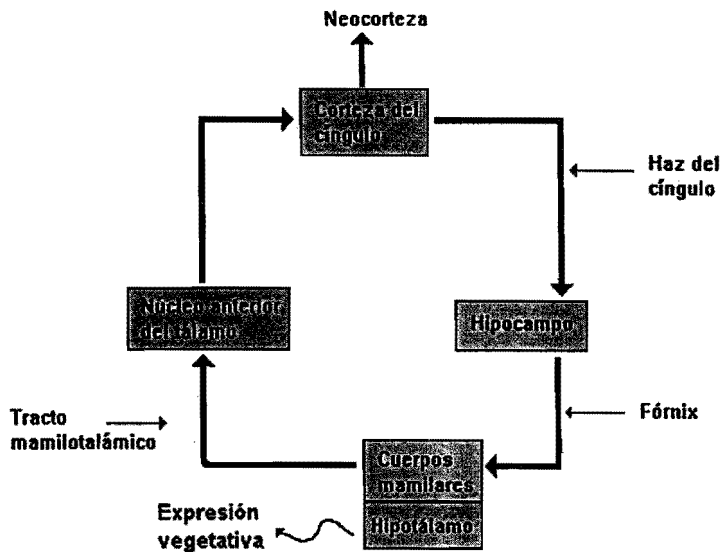 Neocorteza
Corteza del
cíngulo
Haz del
cíngulo
Núcleo anterior
del tálamo
Hipocampo
Tracto
mamilotalámico
Fórnix
Cuerpos
mamilares
Hipotálamo
Expresión
vegetativa